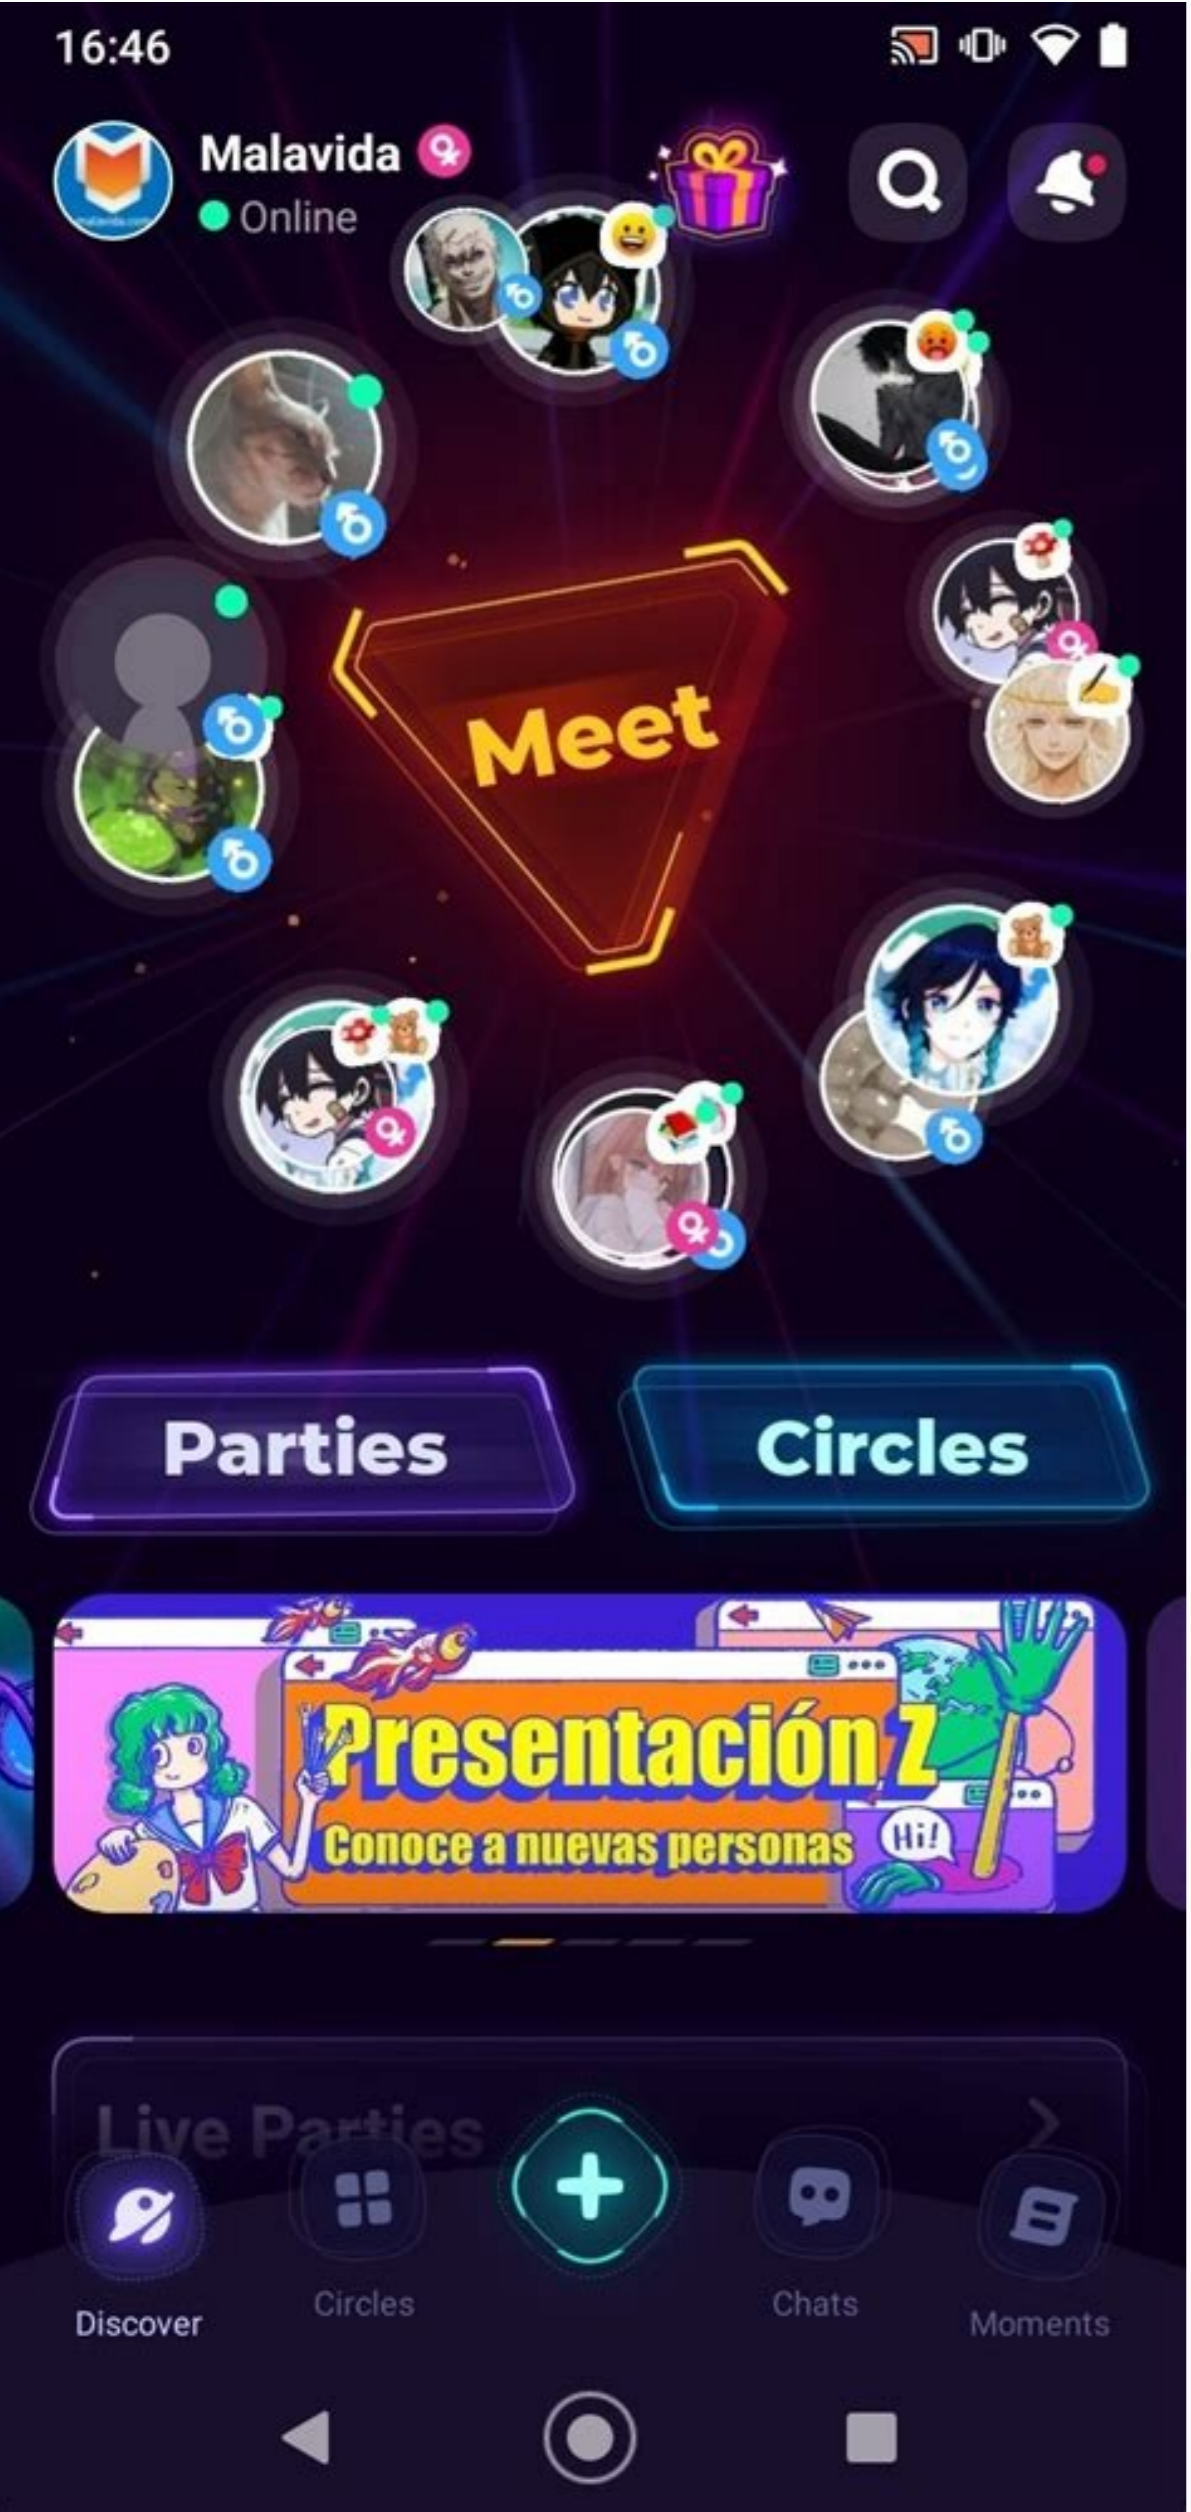 16:46
Malavida
Online
Meet
Parties
Circles
Presentación Z
Conoce a nuevas personas
Hi!
Live Parties
Discover
Circles
Chats
Moments